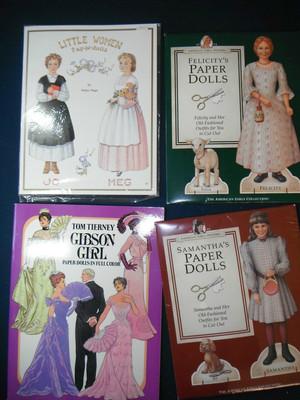 LITTLE WOMEN
Paper dolls
JO
MEG
FELICITY'S
PAPER
DOLLS
Felicity and Her
Old-Fashioned
Outfits for You
to Cut Out
FELICITY
THE AMERICAN GIRLS COLLECTION
TOM TIERNEY
GIBSON
GIRL
PAPER DOLLS IN FULL COLOR
SAMANTHA'S
PAPER
DOLLS
Samantha and Her
Old-Fashioned
Outfits for You
to Cut Out
SAMANTHA